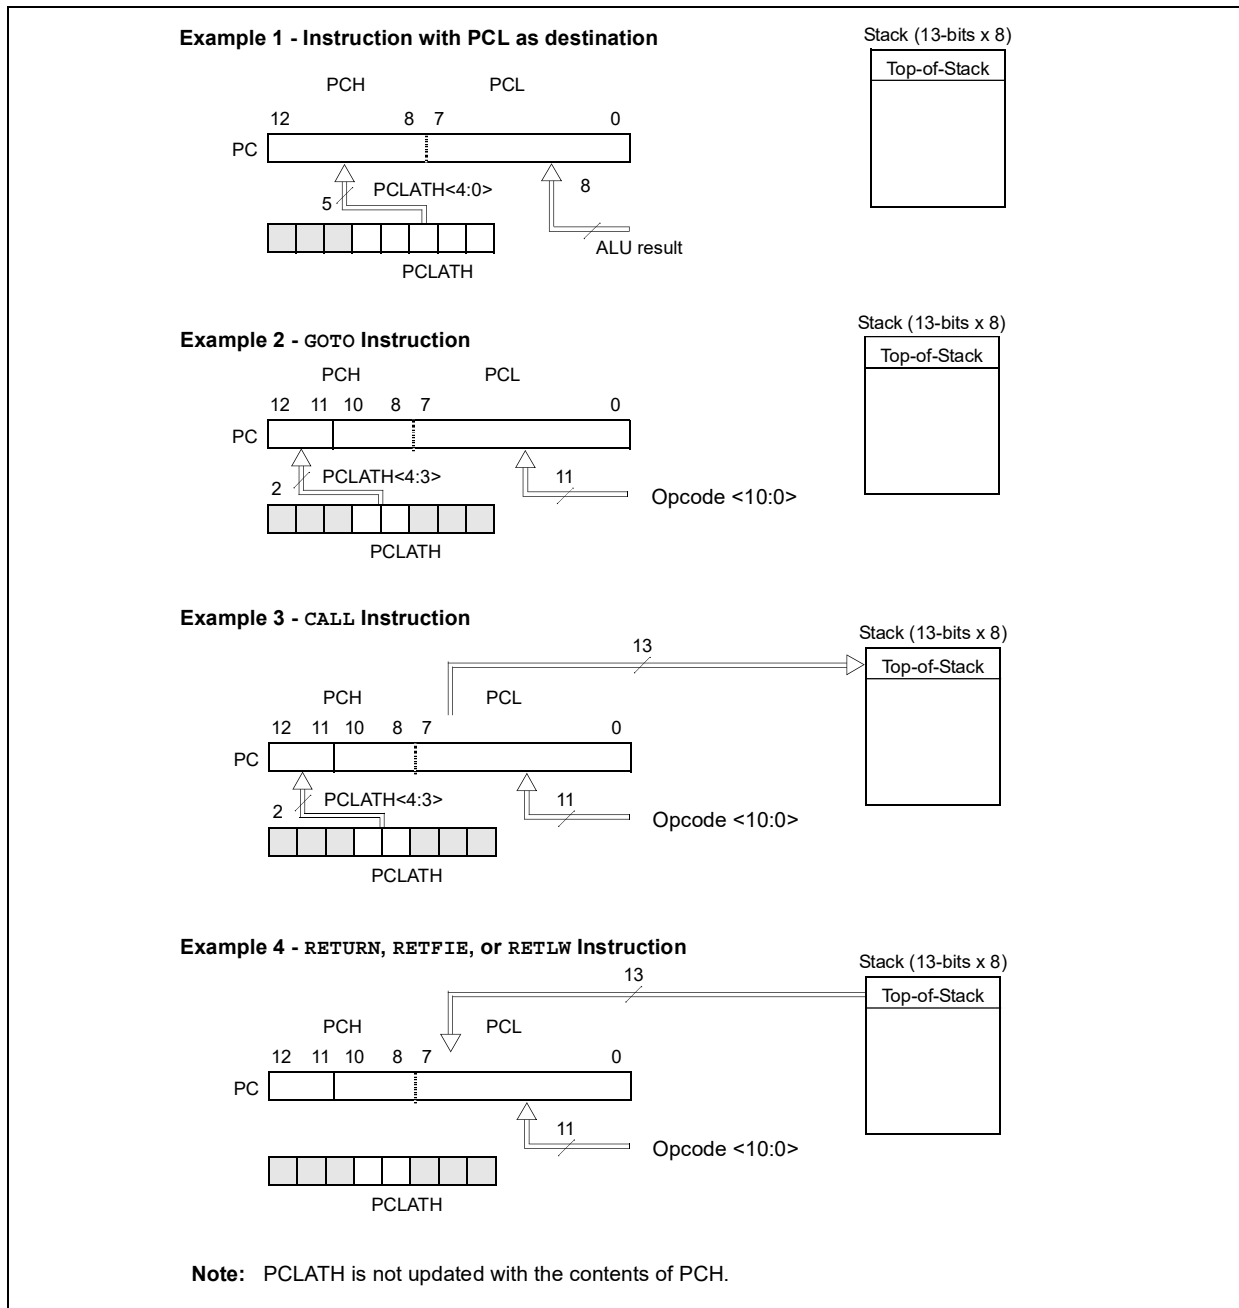 Example 1 - Instruction with PCL as destination
Stack (13-bits x 8)
Top-of-Stack
PCH PCL
12 8 7 0
PC
5 PCLATH<4:0> 8
ALU result
PCLATH
Example 2 - GOTO Instruction
Stack (13-bits x 8)
Top-of-Stack
PCH PCL
12 11 10 8 7 0
PC
2 PCLATH<4:3> 11
Opcode <10:0>
PCLATH
Example 3 - CALL Instruction
Stack (13-bits x 8)
13
Top-of-Stack
PCH PCL
12 11 10 8 7 0
PC
2 PCLATH<4:3> 11
Opcode <10:0>
PCLATH
Example 4 - RETURN, RETFIE, or RETLW Instruction
Stack (13-bits x 8)
13
Top-of-Stack
PCH PCL
12 11 10 8 7 0
PC
11
Opcode <10:0>
PCLATH
Note: PCLATH is not updated with the contents of PCH.